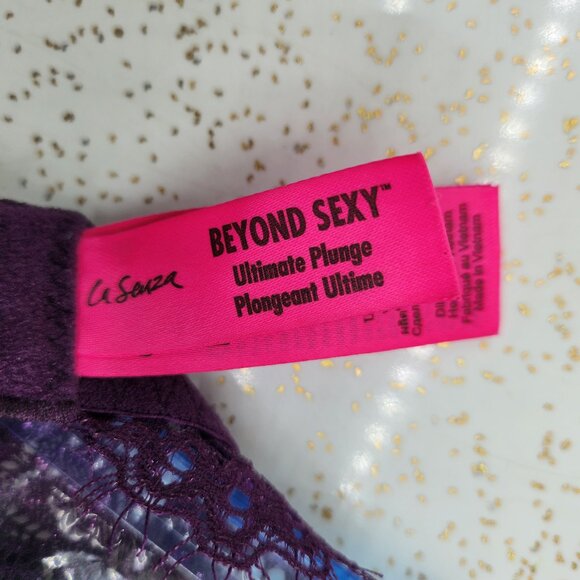 la Senza
BEYOND SEXY™
Ultimate Plunge
Plongeant Ultime
Fabriqué au Vietnam
Made in Vietnam